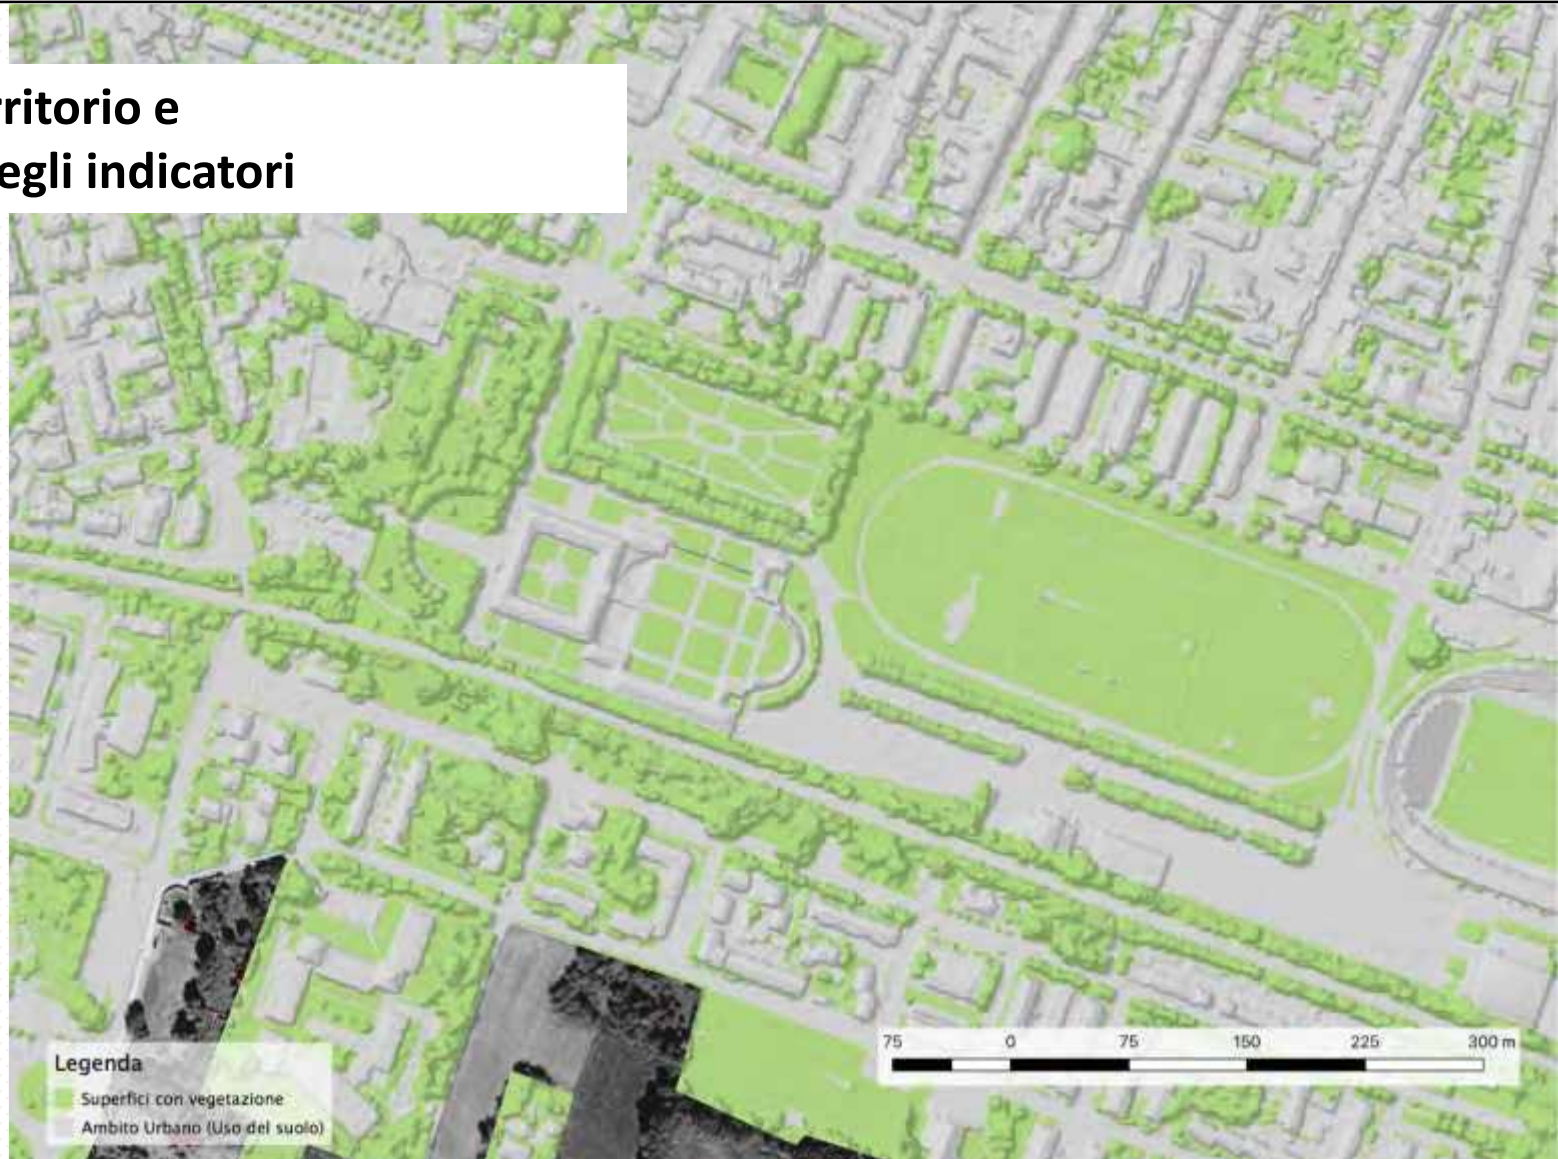 rritorio e
egli indicatori
75 0 75 150 225 300 m
Legenda
Superfici con vegetazione
Ambito Urbano (Uso del suolo)